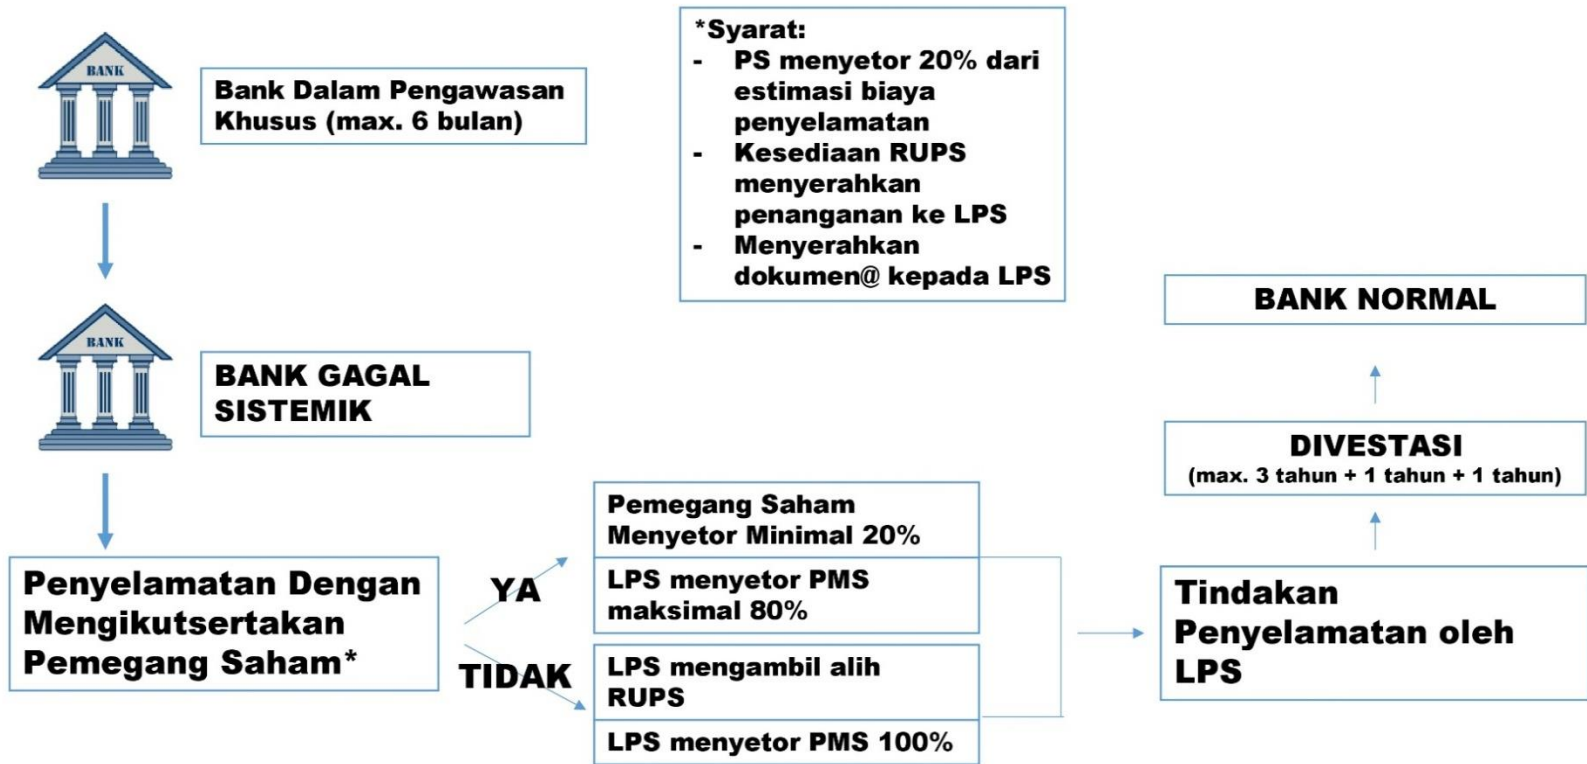 BANK
Bank Dalam Pengawasan
Khusus (max. 6 bulan)
*Syarat:
- PS menyetor 20% dari
estimasi biaya
penyelamatan
- Kesediaan RUPS
menyerahkan
penanganan ke LPS
- Menyerahkan
dokumen@ kepada LPS
BANK
BANK GAGAL
SISTEMIK
Penyelamatan Dengan
Mengikutsertakan
Pemegang Saham*
YA
TIDAK
Pemegang Saham
Menyetor Minimal 20%
LPS menyetor PMS
maksimal 80%
LPS mengambil alih
RUPS
LPS menyetor PMS 100%
Tindakan
Penyelamatan oleh
LPS
DIVESTASI
(max. 3 tahun + 1 tahun + 1 tahun)
BANK NORMAL